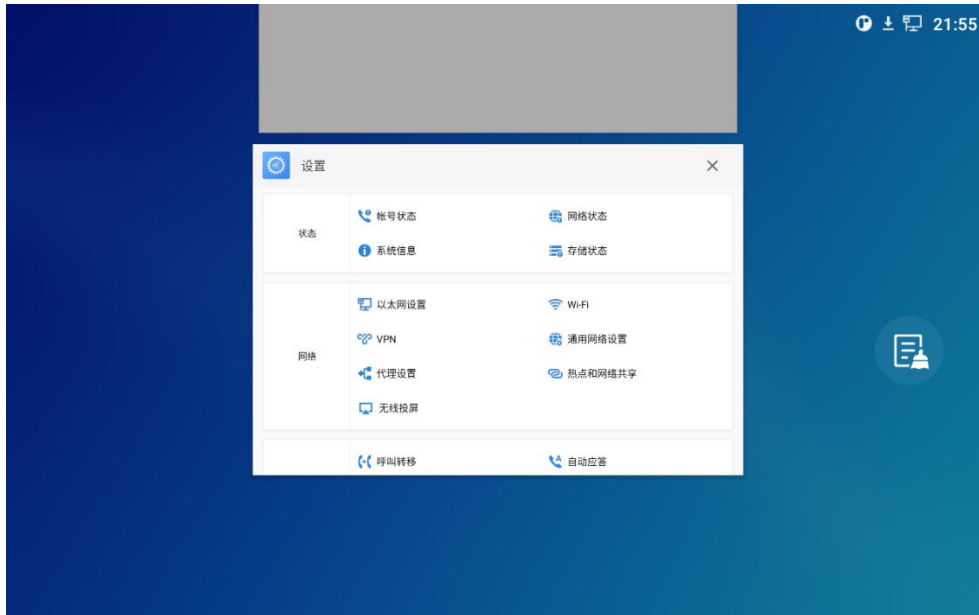 21:55
设置
状态
帐号状态
网络状态
系统信息
存储状态
网络
以太网设置
Wi-Fi
VPN
通用网络设置
代理设置
热点和网络共享
无线投屏
呼叫转移
自动应答